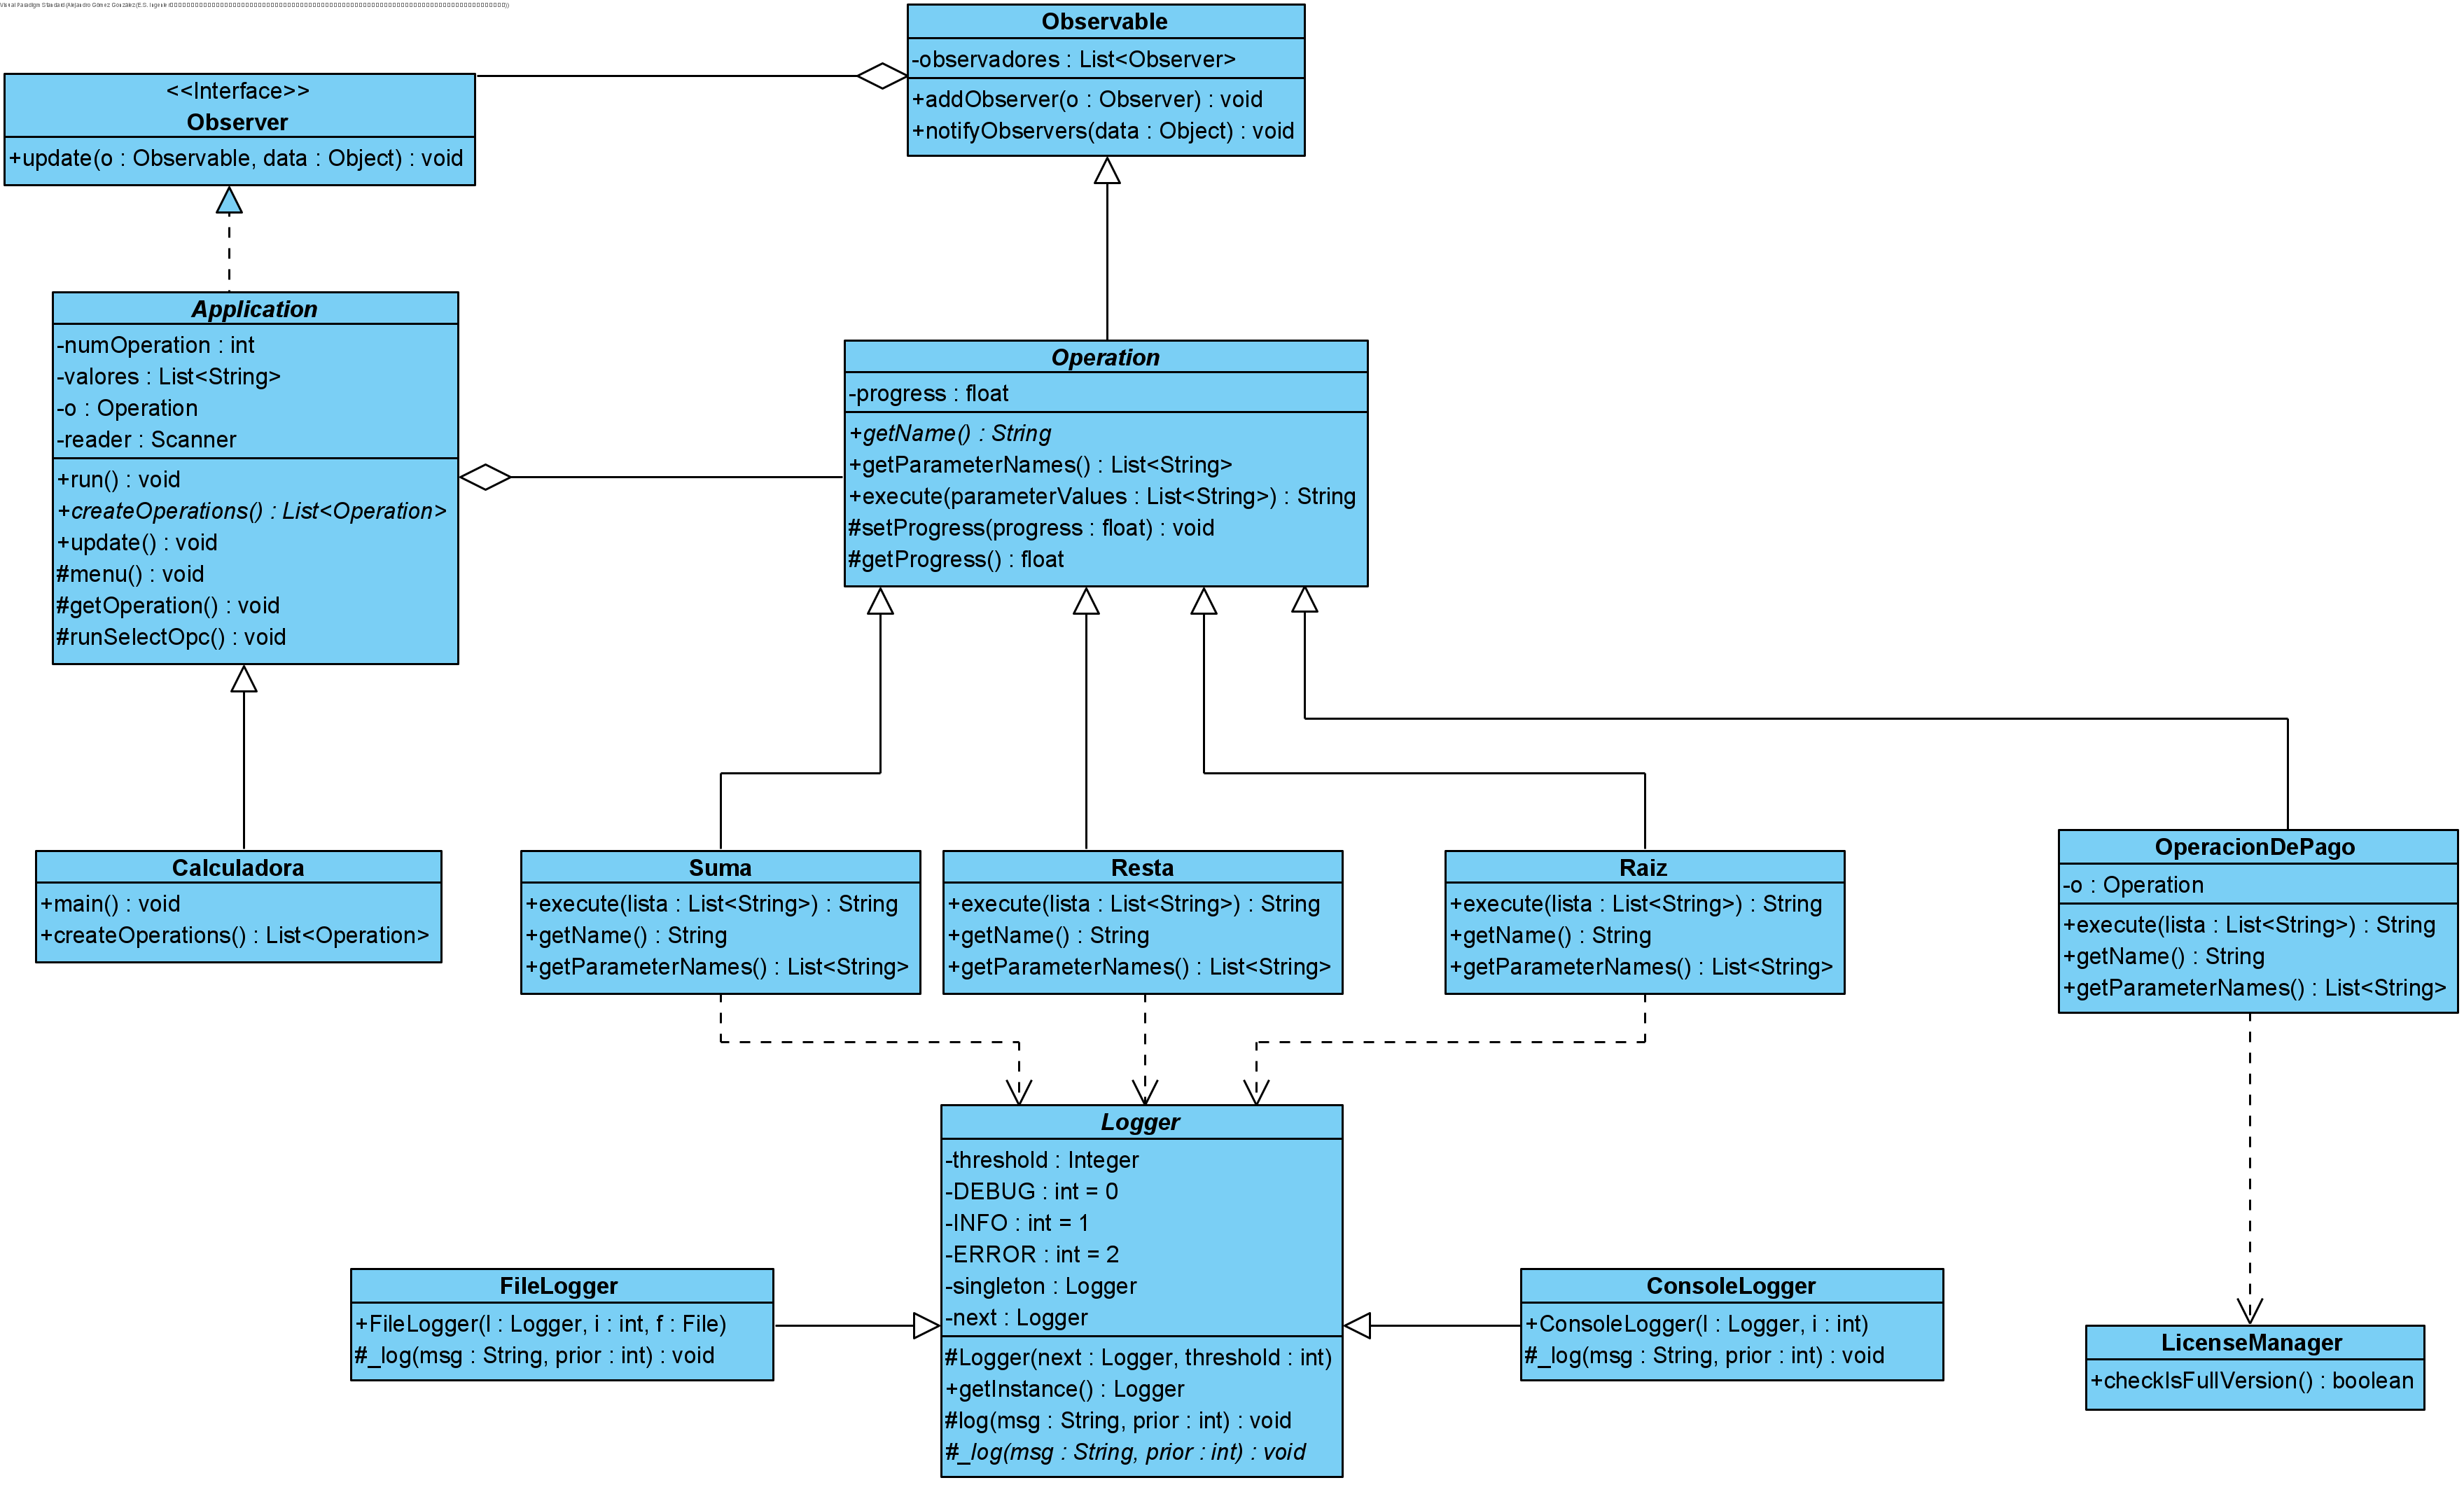 Visual Paradigm Standard(Alejandro Gómez González(E.S. Ingenier
Observable
-observadores : List<Observer>
+addObserver(o : Observer) : void
+notifyObservers(data : Object) : void
<<Interface>>
Observer
+update(o : Observable, data : Object) : void
Application
-numOperation : int
-valores : List<String>
-o : Operation
-reader : Scanner
+run() : void
+createOperations() : List<Operation>
+update() : void
#menu() : void
#getOperation() : void
#runSelectOpc() : void
Operation
-progress : float
+getName() : String
+getParameterNames() : List<String>
+execute(parameterValues : List<String>) : String
#setProgress(progress : float) : void
#getProgress() : float
Calculadora
+main() : void
+createOperations() : List<Operation>
Suma
+execute(lista : List<String>) : String
+getName() : String
+getParameterNames() : List<String>
Resta
+execute(lista : List<String>) : String
+getName() : String
+getParameterNames() : List<String>
Raiz
+execute(lista : List<String>) : String
+getName() : String
+getParameterNames() : List<String>
OperacionDePago
-o : Operation
+execute(lista : List<String>) : String
+getName() : String
+getParameterNames() : List<String>
Logger
-threshold : Integer
-DEBUG : int = 0
-INFO : int = 1
-ERROR : int = 2
-singleton : Logger
-next : Logger
#Logger(next : Logger, threshold : int)
+getInstance() : Logger
#log(msg : String, prior : int) : void
#_log(msg : String, prior : int) : void
FileLogger
+FileLogger(l : Logger, i : int, f : File)
#_log(msg : String, prior : int) : void
ConsoleLogger
+ConsoleLogger(l : Logger, i : int)
#_log(msg : String, prior : int) : void
LicenseManager
+checkIsFullVersion() : boolean